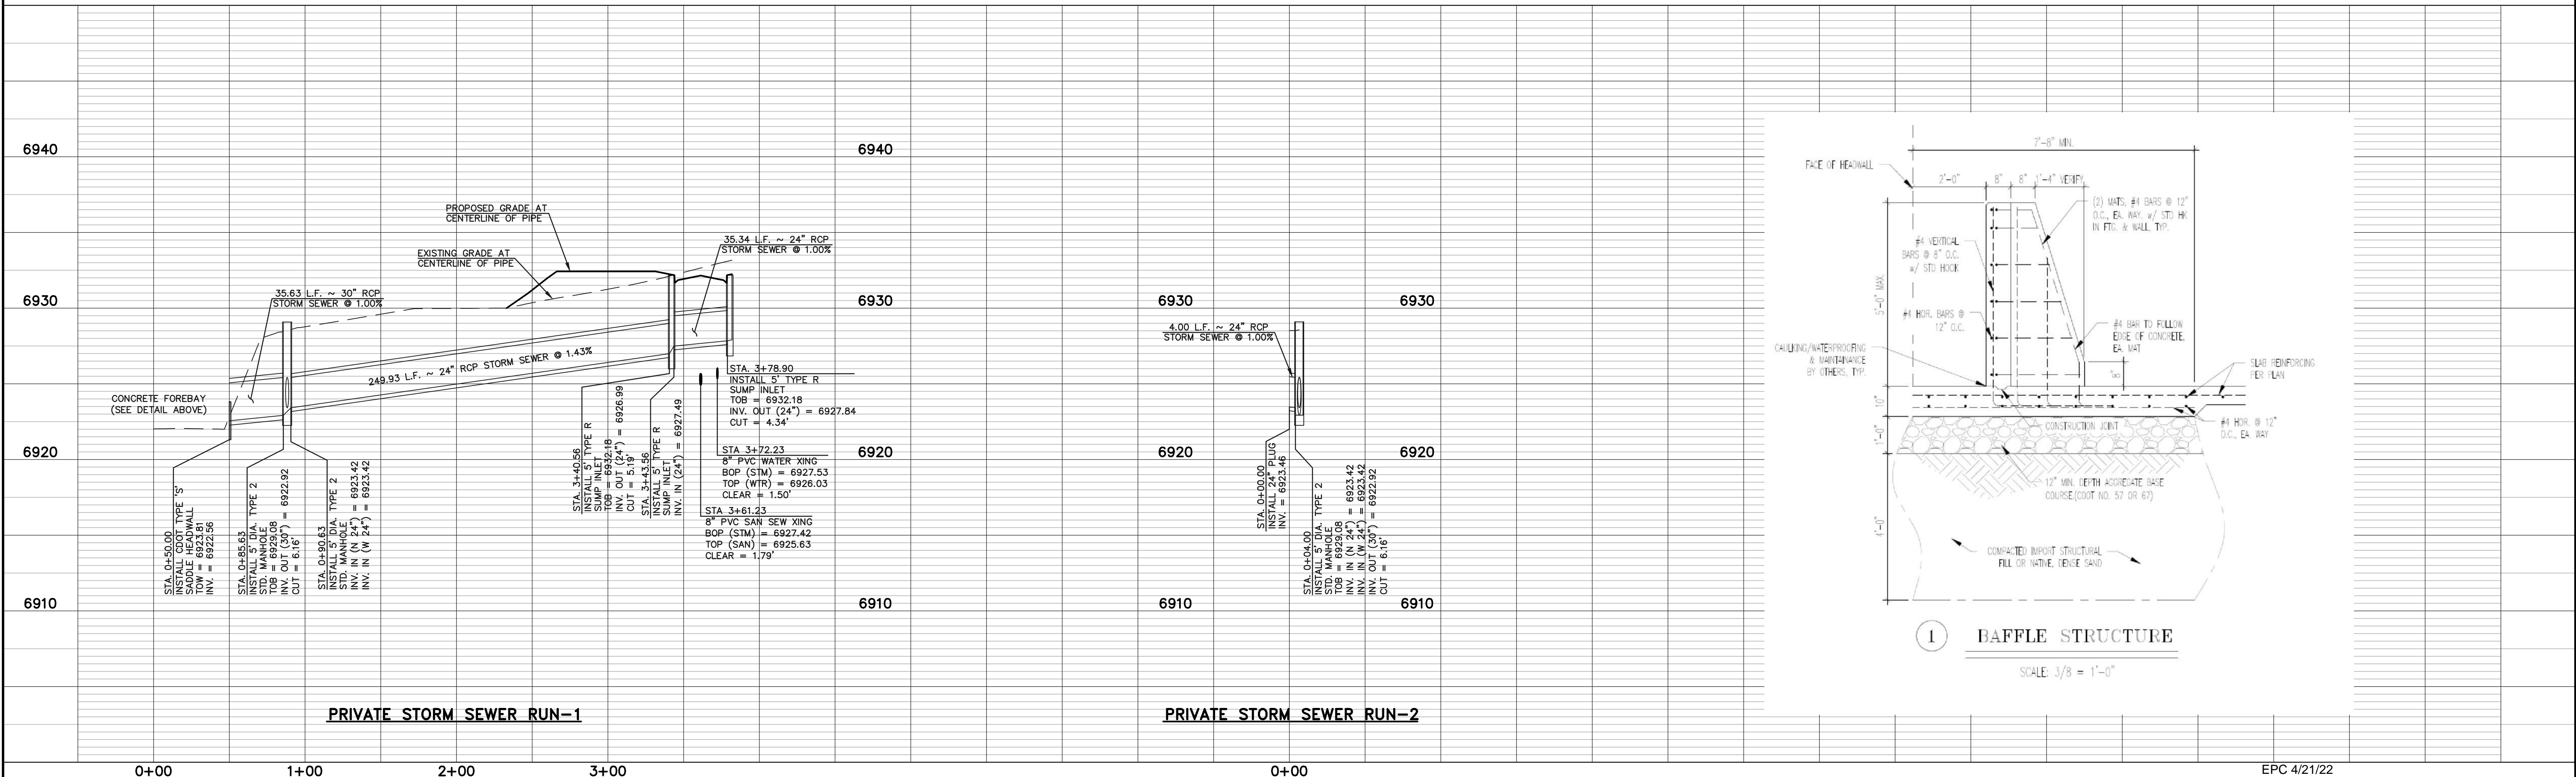 6940
6930
6920
6910
6940
6930
6920
6910
PROPOSED GRADE AT
CENTERLINE OF PIPE
EXISTING GRADE AT
CENTERLINE OF PIPE
35.34 L.F. ~ 24" RCP
STORM SEWER @ 1.00%
35.63 L.F. ~ 30" RCP
STORM SEWER @ 1.00%
249.93 L.F. ~ 24" RCP STORM SEWER @ 1.43%
CONCRETE FOREBAY
(SEE DETAIL ABOVE)
STA. 0+50.00
INSTALL CDOT TYPE 'S'
SADDLE HEADWALL
TOW = 6923.81
INV. = 6922.56
STA. 0+85.63
INSTALL 5' DIA. TYPE 2
STD. MANHOLE
TOB = 6929.08
INV. OUT (30") = 6922.92
CUT = 6.16'
STA. 0+90.63
INSTALL 5' DIA. TYPE 2
STD. MANHOLE
INV. IN (N 24") = 6923.42
INV. IN (W 24") = 6923.42
STA. 3+40.56
INSTALL 5' TYPE R
SUMP INLET
TOB = 6932.18
INV. OUT (24") = 6926.99
CUT = 5.19'
STA. 3+43.56
INSTALL 5' TYPE R
SUMP INLET
INV. IN (24") = 6927.49
STA. 3+78.90
INSTALL 5' TYPE R
SUMP INLET
TOB = 6932.18
INV. OUT (24") = 6927.84
CUT = 4.34'
STA 3+72.23
8" PVC WATER XING
BOP (STM) = 6927.53
TOP (WTR) = 6926.03
CLEAR = 1.50'
STA 3+61.23
8" PVC SAN SEW XING
BOP (STM) = 6927.42
TOP (SAN) = 6925.63
CLEAR = 1.79'
PRIVATE STORM SEWER RUN-1
0+00
1+00
2+00
3+00
6930
6920
6910
6930
6920
6910
4.00 L.F. ~ 24" RCP
STORM SEWER @ 1.00%
STA. 0+00.00
INSTALL 24" PLUG
INV. = 6923.46
STA. 0+04.00
INSTALL 5' DIA. TYPE 2
STD. MANHOLE
TOB = 6929.08
INV. IN (N 24") = 6923.42
INV. IN (W 24") = 6923.42
INV. OUT (30") = 6922.92
CUT = 6.16'
PRIVATE STORM SEWER RUN-2
0+00
7'-8" MIN.
FACE OF HEADWALL
2'-0"
8"
8"
1'-4" VERIFY
(2) MATS, #4 BARS @ 12"
O.C., EA. WAY. w/ STD HK
IN FTG. & WALL, TYP.
#4 VERTICAL
BARS @ 8" O.C.
w/ STD HOOK
5'-0" MAX.
#4 HOR. BARS @
12" O.C.
#4 BAR TO FOLLOW
EDGE OF CONCRETE,
EA. MAT
CAULKING/WATERPROOFING
& MAINTAINANCE
BY OTHERS, TYP.
SLAB REINFORCING
PER PLAN
10"
1'-0"
4'-0"
CONSTRUCTION JOINT
#4 HOR. @ 12"
O.C., EA. WAY
12" MIN. DEPTH AGGREGATE BASE
COURSE.(CDOT NO. 57 OR 67)
COMPACTED IMPORT STRUCTURAL
FILL OR NATIVE, DENSE SAND
1
BAFFLE STRUCTURE
SCALE: 3/8 = 1'-0"
EPC 4/21/22